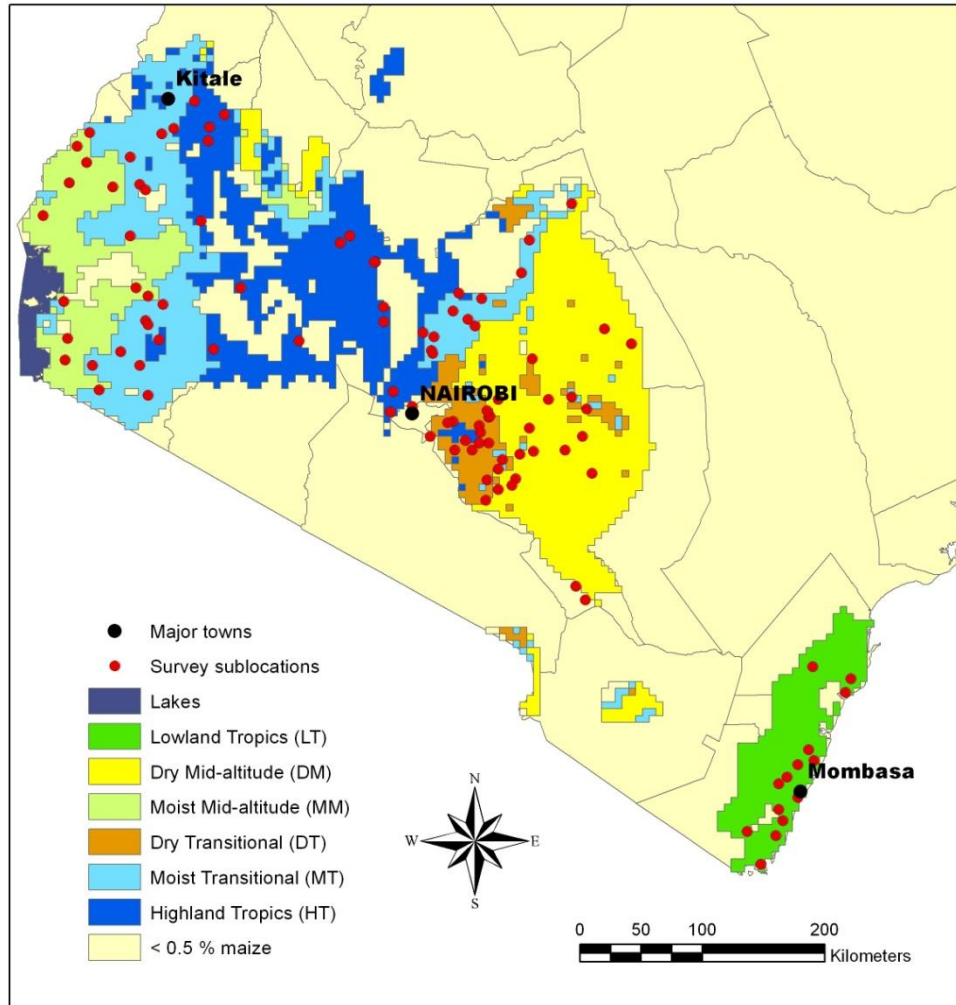 Kitale
NAIROBI
Mombasa
Major towns
Survey sublocations
Lakes
Lowland Tropics (LT)
Dry Mid-altitude (DM)
Moist Mid-altitude (MM)
Dry Transitional (DT)
Moist Transitional (MT)
Highland Tropics (HT)
< 0.5 % maize
N
W E
S
0 50 100 200
Kilometers